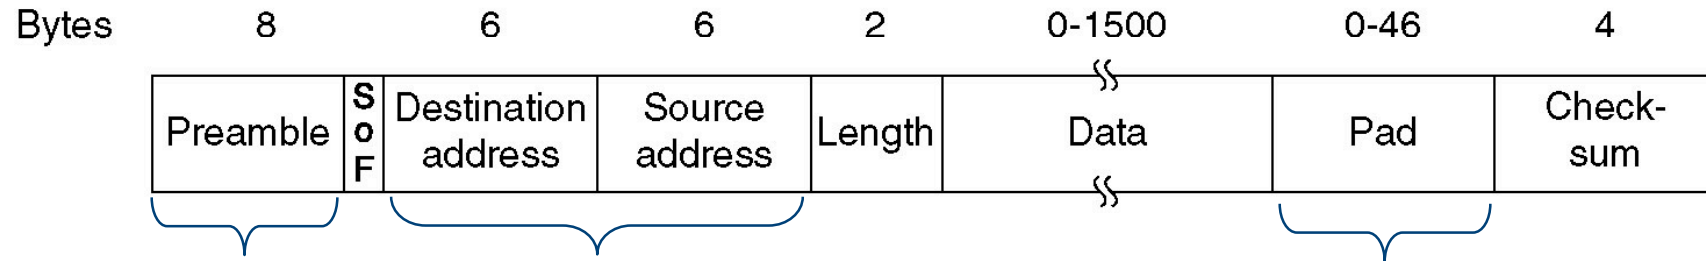 Bytes 8 6 6 2 0-1500 0-46 4
Preamble
SoF
Destination
address
Source
address
Length
Data
Pad
Check-
sum